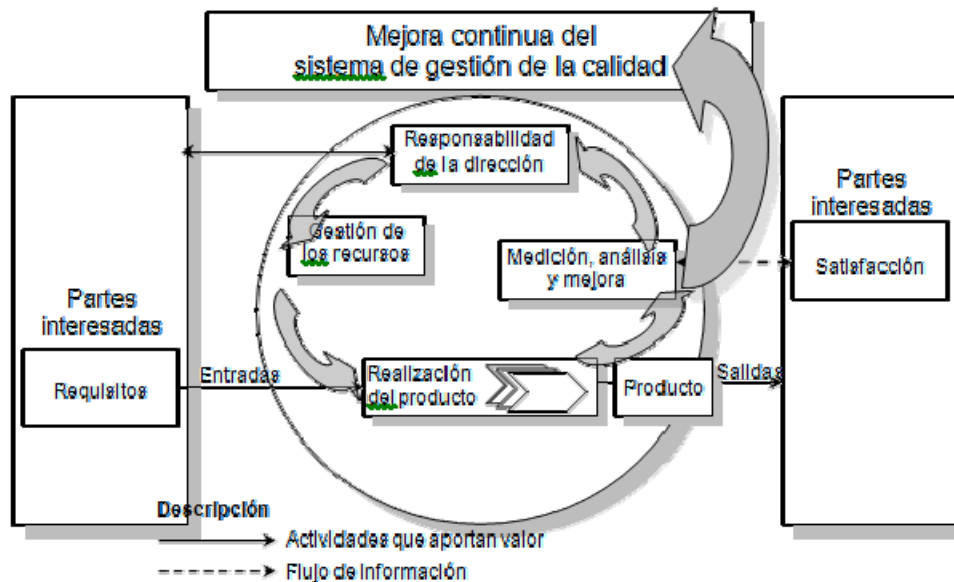 Mejora continua del
sistema de gestión de la calidad
Responsabilidad
de la dirección
Partes
interesadas
Gestión de
los recursos
Medición, análisis
y mejora
Satisfacción
Partes
interesadas
Requisitos
Entradas
Realización
del producto
Producto
Salidas
Descripción
Actividades que aportan valor
Flujo de información